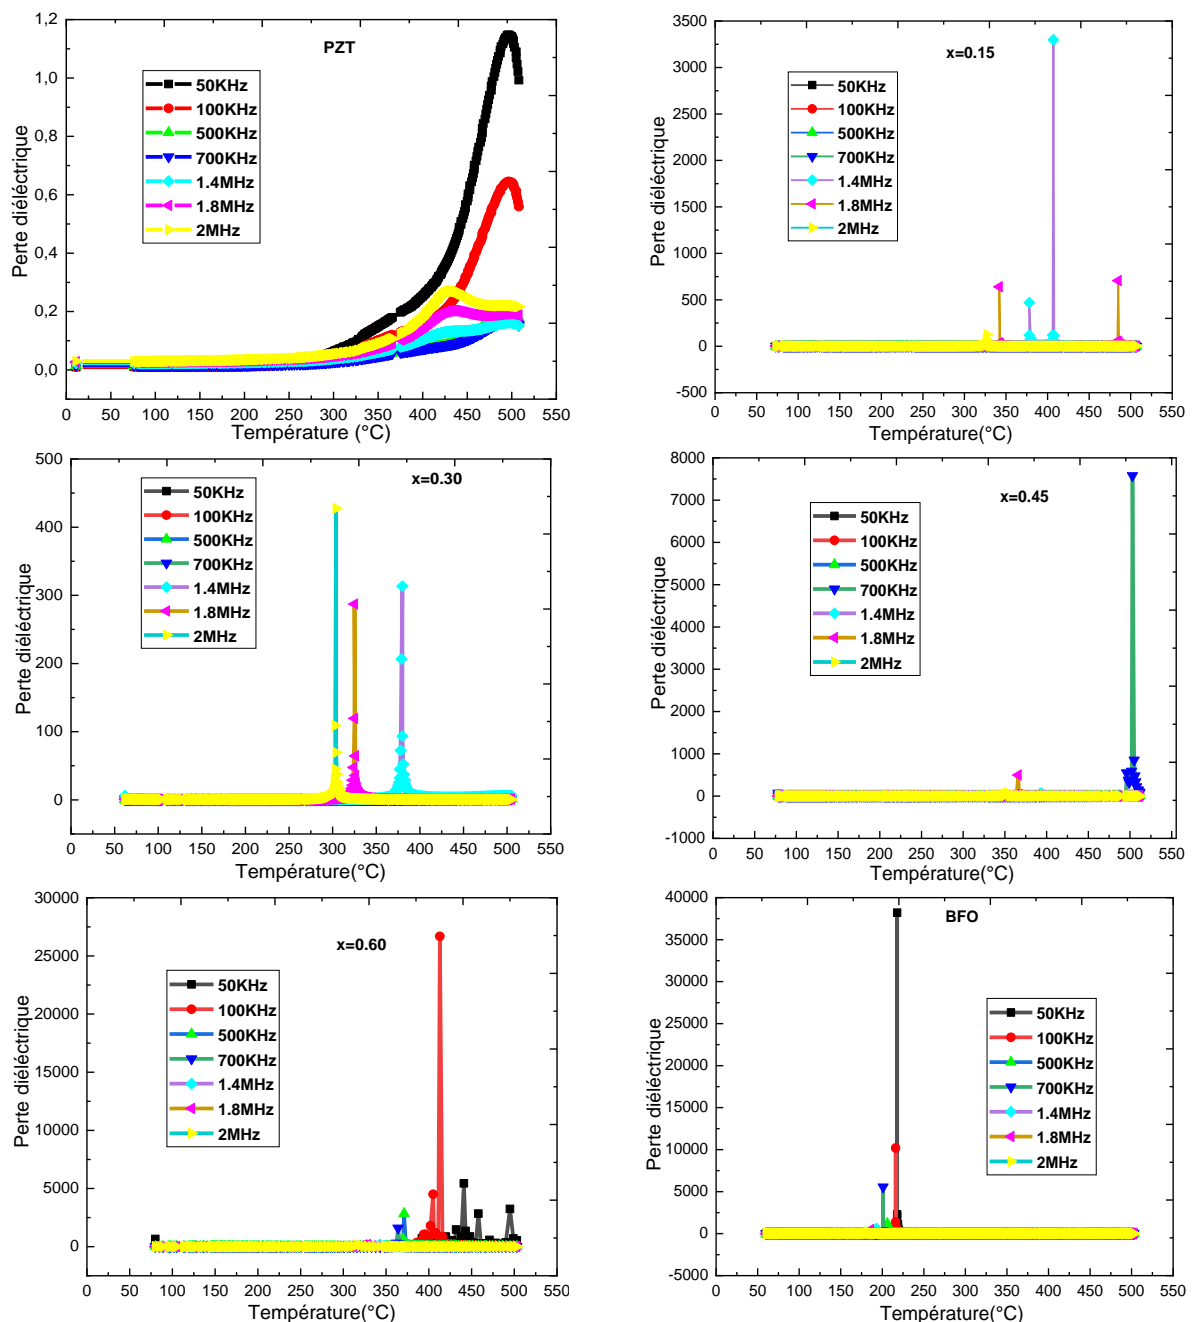 PZT
50KHz
100KHz
500KHz
700KHz
1.4MHz
1.8MHz
2MHz
Perte diéléctrique
1,2
1,0
0,8
0,6
0,4
0,2
0,0
0 50 100 150 200 250 300 350 400 450 500 550
Température (°C)
x=0.15
50KHz
100KHz
500KHz
700KHz
1.4MHz
1.8MHz
2MHz
Perte diéléctrique
3500
3000
2500
2000
1500
1000
500
0
-500
0 50 100 150 200 250 300 350 400 450 500 550
Température(°C)
x=0.30
50KHz
100KHz
500KHz
700KHz
1.4MHz
1.8MHz
2MHz
Perte diéléctrique
500
400
300
200
100
0
0 50 100 150 200 250 300 350 400 450 500 550
Température(°C)
x=0.45
50KHz
100KHz
500KHz
700KHz
1.4MHz
1.8MHz
2MHz
Perte diéléctrique
8000
7000
6000
5000
4000
3000
2000
1000
0
-1000
0 50 100 150 200 250 300 350 400 450 500 550
Température(°C)
x=0.60
50KHz
100KHz
500KHz
700KHz
1.4MHz
1.8MHz
2MHz
Perte diéléctrique
30000
25000
20000
15000
10000
5000
0
0 50 100 150 200 250 300 350 400 450 500 550
Température(°C)
BFO
50KHz
100KHz
500KHz
700KHz
1.4MHz
1.8MHz
2MHz
Perte diéléctrique
40000
35000
30000
25000
20000
15000
10000
5000
0
-5000
0 50 100 150 200 250 300 350 400 450 500 550
Température(°C)